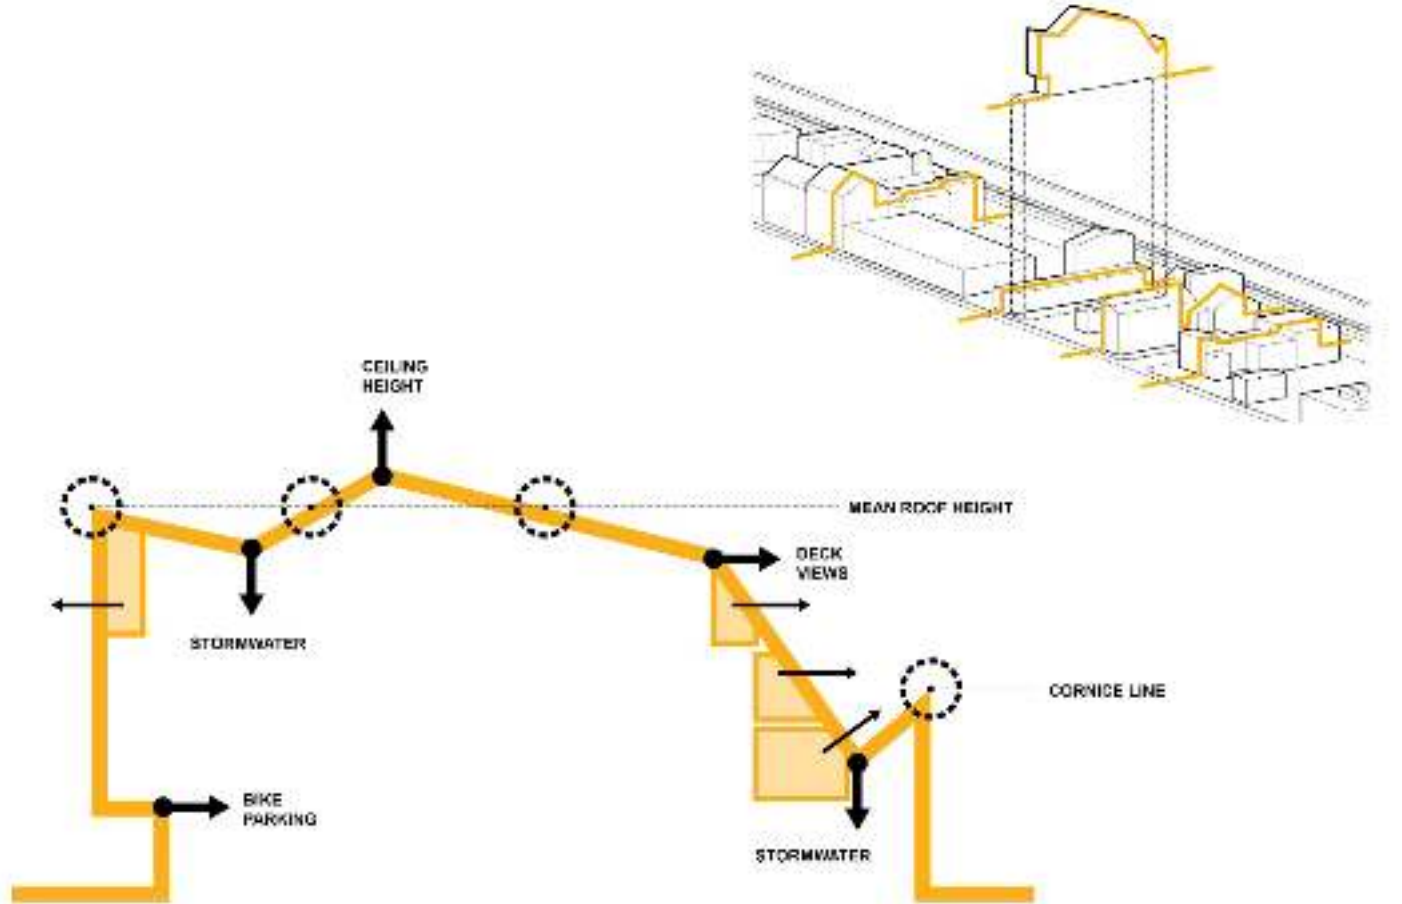 CEILING
HEIGHT
MEAN ROOF HEIGHT
DECK
VIEWS
STORMWATER
CORNICE LINE
BIKE
PARKING
STORMWATER